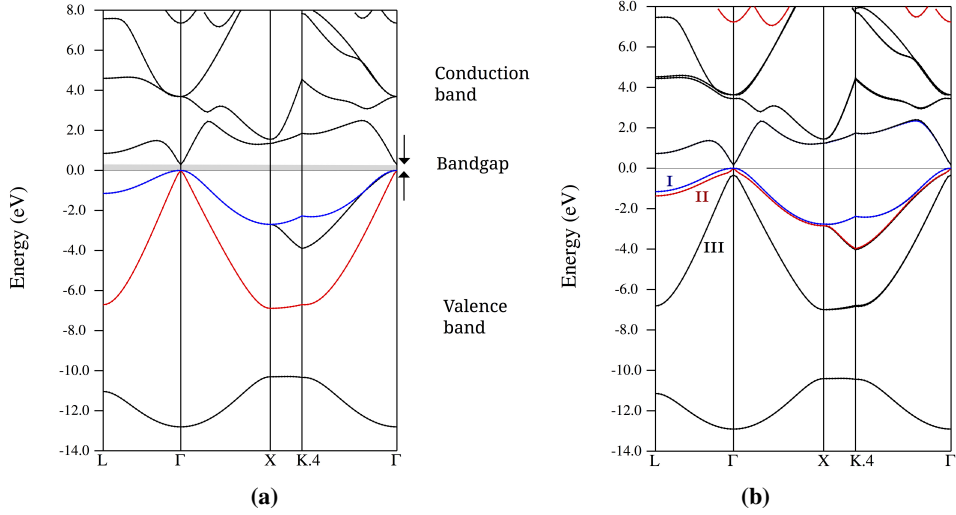 8.0
6.0
4.0
2.0
0.0
-2.0
-4.0
-6.0
-8.0
-10.0
-12.0
-14.0
Energy (eV)
L Γ X K.4 Γ
(a)
Conduction
band
Bandgap
Valence
band
8.0
6.0
4.0
2.0
0.0
-2.0
-4.0
-6.0
-8.0
-10.0
-12.0
-14.0
Energy (eV)
I
II
III
L Γ X K.4 Γ
(b)